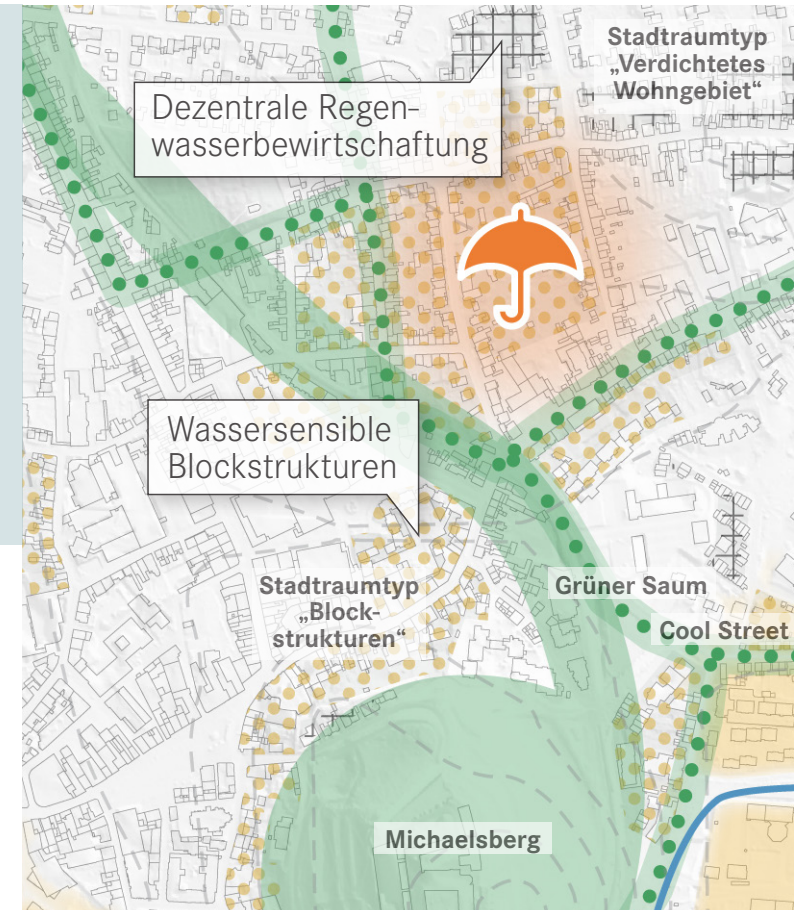 Stadtraumtyp
„Verdichtetes
Wohngebiet“
Dezentrale Regen-
wasserbewirtschaftung
Wassersensible
Blockstrukturen
Stadtraumtyp
„Block-
strukturen“
Grüner Saum
Cool Street
Michaelsberg